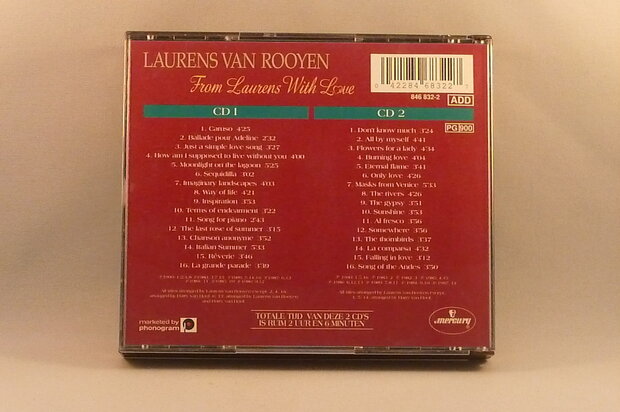 LAURENS VAN ROOYEN
From Laurens With Love
0 42284 68322 7
846 832-2
ADD
PG 900
CD 1
1. Caruso 4'25
2. Ballade pour Adeline 2'32
3. Just a simple love song 3'27
4. How am I supposed to live without you 4'00
5. Moonlight on the lagoon 5'25
6. Sequidilla 3'02
7. Imaginary landscapes 4'03
8. Way of life 4'21
9. Inspiration 3'53
10. Terms of endearment 3'22
11. Song for piano 2'43
12. The last rose of summer 3'15
13. Chanson anonyme 3'52
14. Italian Summer 5'33
15. Rêverie 3'46
16. La grande parade 3'39
CD 2
1. Don't know much 3'24
2. All by myself 4'41
3. Flowers for a lady 4'34
4. Burning love 4'04
5. Eternal flame 3'41
6. Only love 4'26
7. Masks from Venice 5'33
8. The rivers 4'26
9. The gypsy 3'51
10. Sunshine 3'53
11. Al fresco 3'56
12. Somewhere 3'56
13. The thornbirds 3'37
14. La comparsa 4'32
15. Falling in love 3'12
16. Song of the Andes 3'50
marketed by
phonogram
TOTALE TIJD VAN DEZE 2 CD'S
IS RUIM 2 UUR EN 6 MINUTEN
mercury